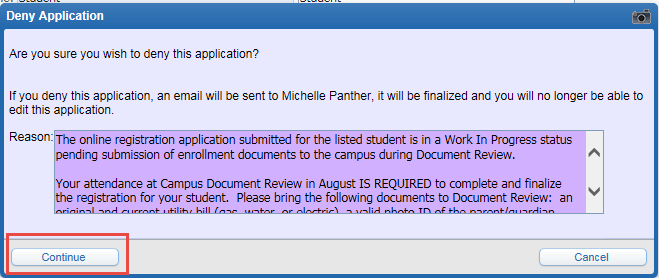 Student
Student
Deny Application
Are you sure you wish to deny this application?
If you deny this application, an email will be sent to Michelle Panther, it will be finalized and you will no longer be able to
edit this application.
Reason:
The online registration application submitted for the listed student is in a Work In Progress status
pending submission of enrollment documents to the campus during Document Review.
Your attendance at Campus Document Review in August IS REQUIRED to complete and finalize
the registration for your student.  Please bring the following documents to Document Review:  an
original and current utility bill (gas, water, or electric), a valid photo ID of the parent/guardian
Continue
Cancel